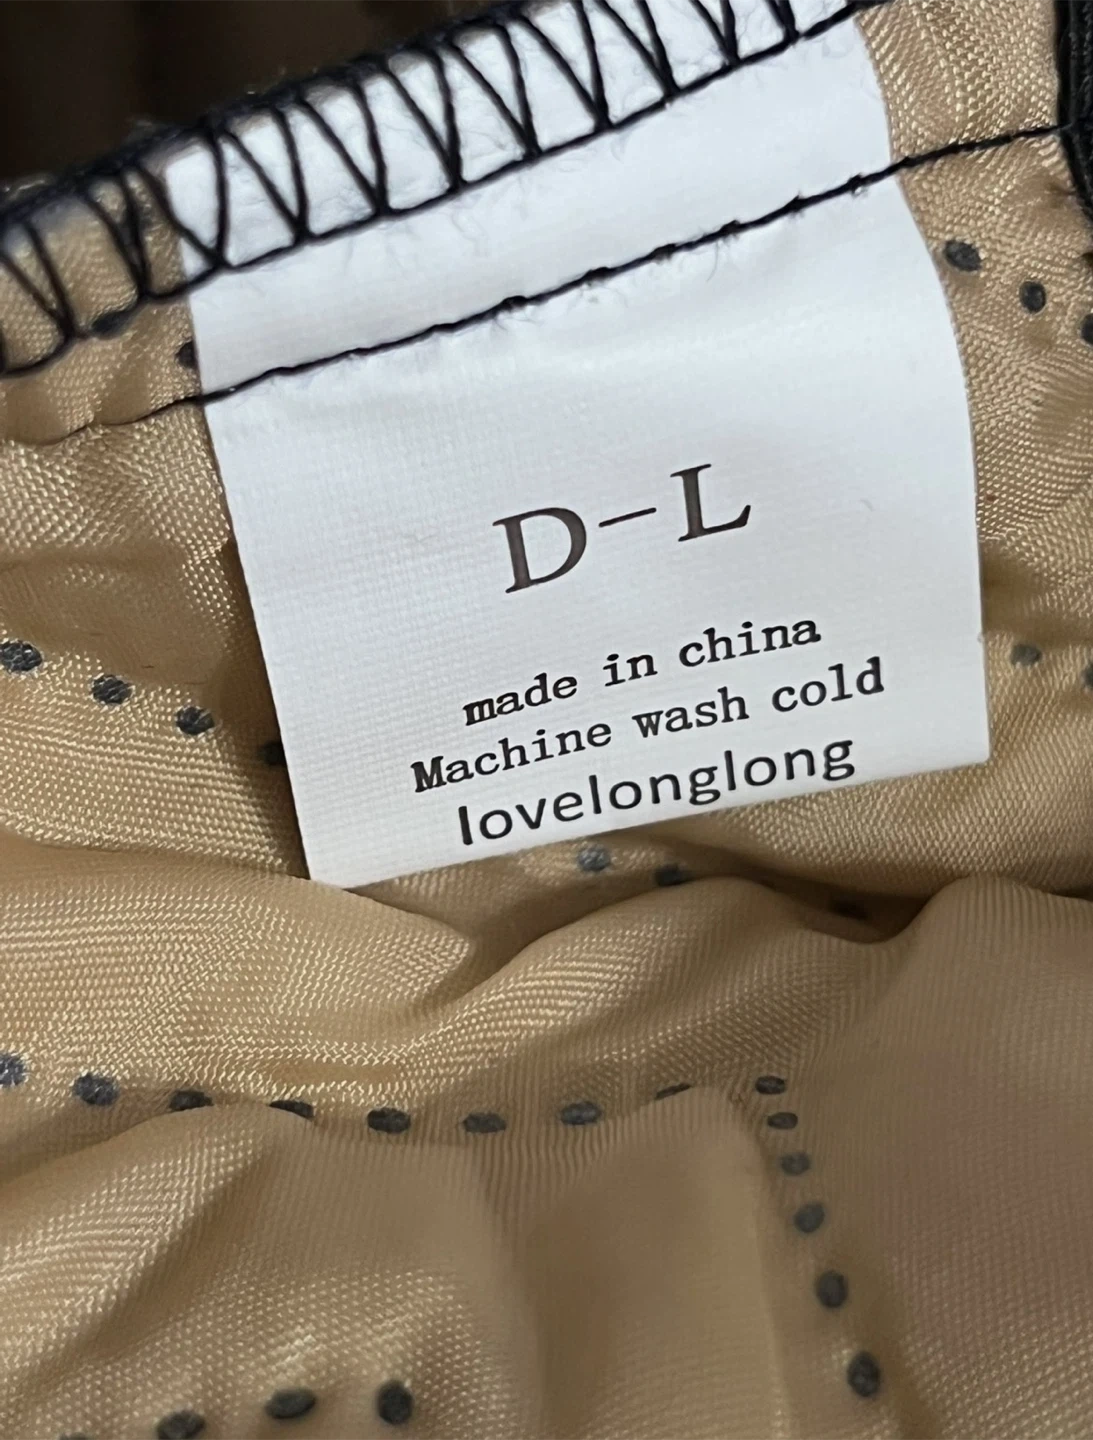 D-L
made in china
Machine wash cold
lovelonglong